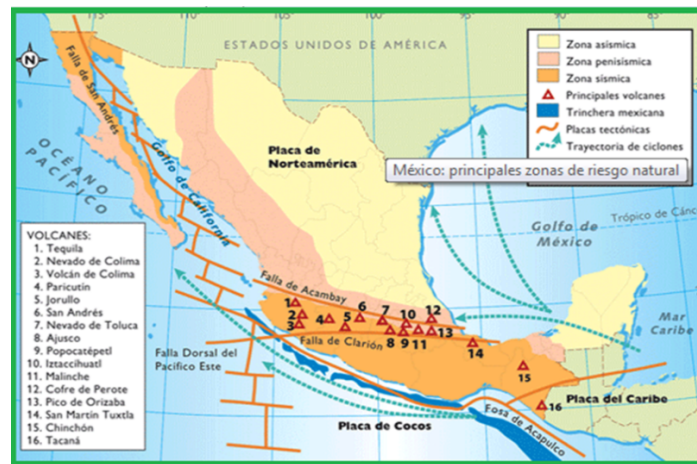 ESTADOS UNIDOS DE AMÉRICA
85°
Zona asísmica
Zona penisísmica
Zona sísmica
Principales volcanes
Trinchera mexicana
Placas tectónicas
Trayectoria de ciclones
México: principales zonas de riesgo natural
N
Falla de San Andrés
OCÉANO
PACÍFICO
Golfo de California
Placa de
Norteamérica
Golfo de
México
Trópico de Cánc
Mar
Caribe
VOLCANES:
1. Tequila
2. Nevado de Colima
3. Volcán de Colima
4. Paricutín
5. Jorullo
6. San Andrés
7. Nevado de Toluca
8. Ajusco
9. Popocatépetl
10. Iztaccíhuatl
11. Malinche
12. Cofre de Perote
13. Pico de Orizaba
14. San Martín Tuxtla
15. Chinchón
16. Tacaná
Falla de Acambay
1
2
3
4
5
6
7
8
9
10
11
12
13
14
15
16
Falla de Clarión
Falla Dorsal del
Pacífico Este
Placa de Cocos
Fosa de Acapulco
Placa del Caribe
110°
105°
100°
95°
90°